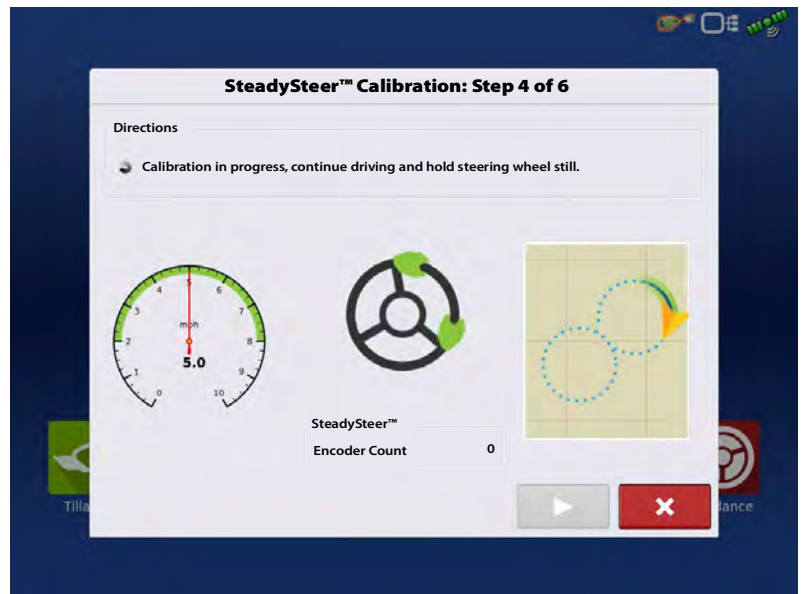 SteadySteer™ Calibration: Step 4 of 6
Directions
Calibration in progress, continue driving and hold steering wheel still.
0
1
2
3
4
5
6
7
8
9
10
mph
5.0
SteadySteer™
Encoder Count 0
Tilla
dance